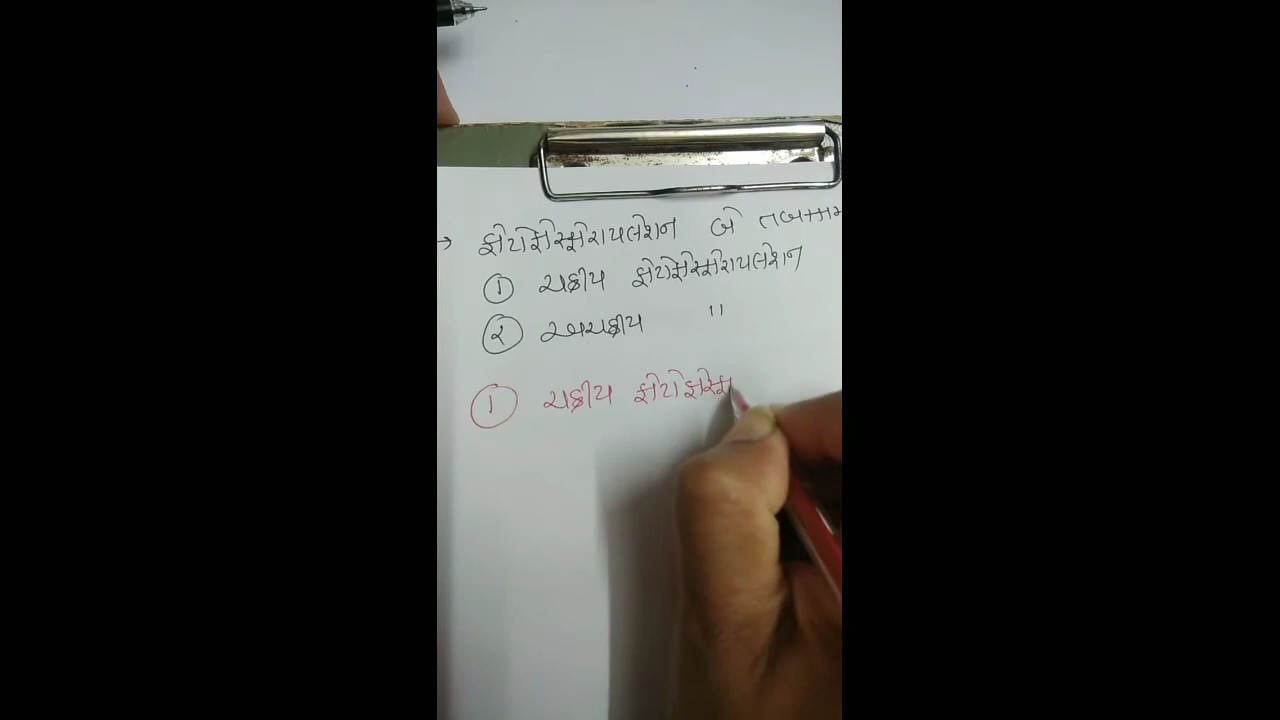 → ફોટોફોસ્ફોરાયલેશન બે તબક્કામ
① ચક્રીય ફોટોફોસ્ફોરાયલેશન
② અચક્રીય "
① ચક્રીય ફોટોફોસ્ફ